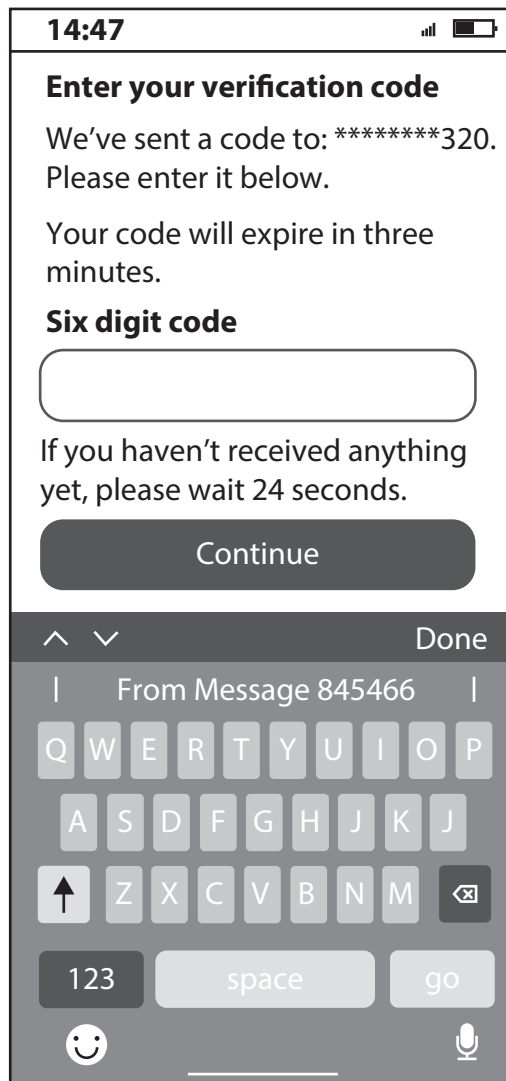 14:47
Enter your verification code
We’ve sent a code to: ********320.
Please enter it below.
Your code will expire in three
minutes.
Six digit code
If you haven’t received anything
yet, please wait 24 seconds.
Continue
Done
From Message 845466
Q W E R T Y U I O P
A S D F G H J K J
Z X C V B N M
123 space go